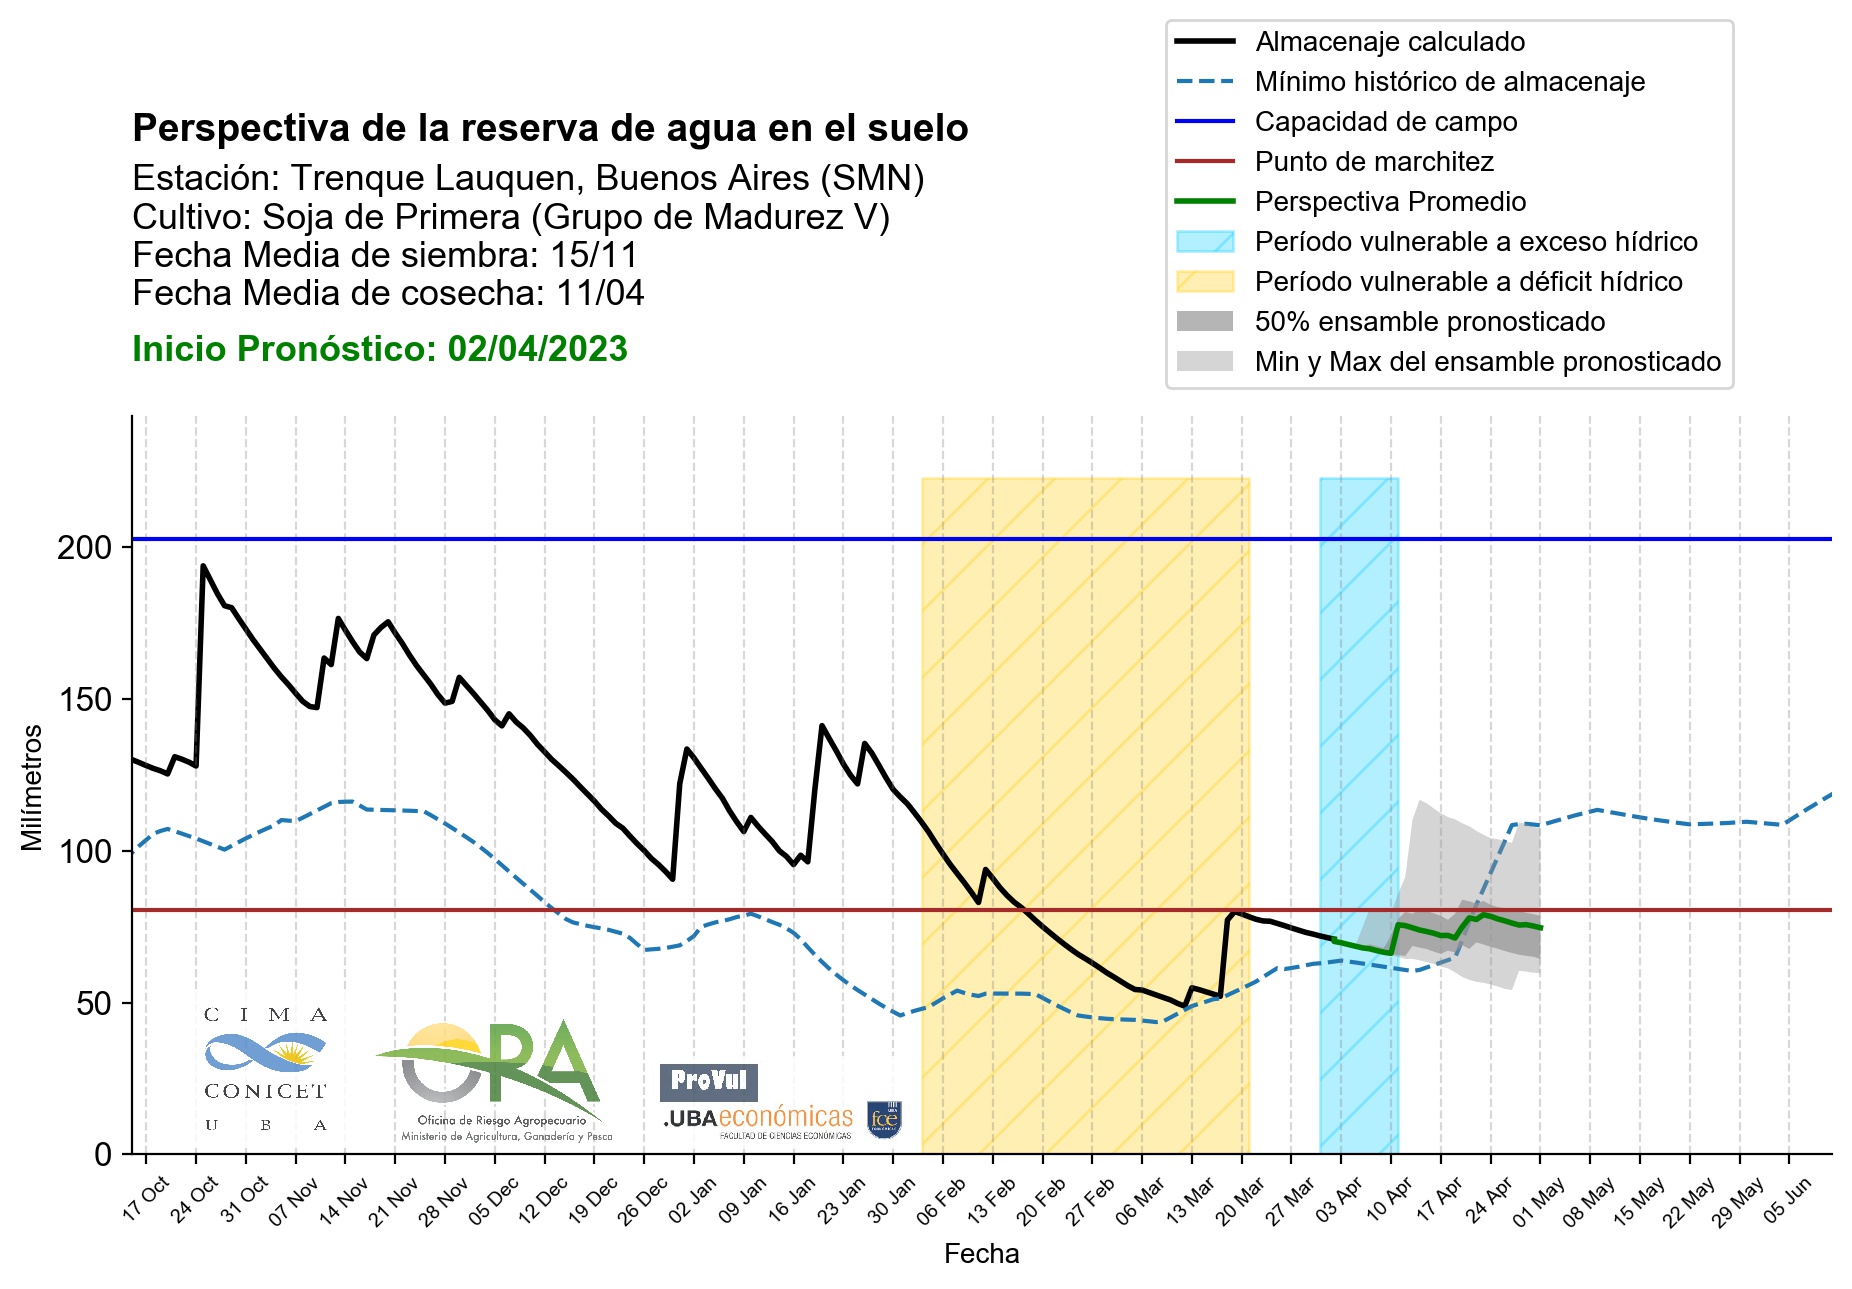 Almacenaje calculado
Mínimo histórico de almacenaje
Capacidad de campo
Punto de marchitez
Perspectiva Promedio
Período vulnerable a exceso hídrico
Período vulnerable a déficit hídrico
50% ensamble pronosticado
Min y Max del ensamble pronosticado
Perspectiva de la reserva de agua en el suelo
Estación: Trenque Lauquen, Buenos Aires (SMN)
Cultivo: Soja de Primera (Grupo de Madurez V)
Fecha Media de siembra: 15/11
Fecha Media de cosecha: 11/04
Inicio Pronóstico: 02/04/2023
Milímetros
200
150
100
50
0
C I M A
CONICET
U B A
ORA
Oficina de Riesgo Agropecuario
Ministerio de Agricultura, Ganadería y Pesca
ProVul
.UBAeconómicas
FACULTAD DE CIENCIAS ECONÓMICAS
fce
17 Oct
24 Oct
31 Oct
07 Nov
14 Nov
21 Nov
28 Nov
05 Dec
12 Dec
19 Dec
26 Dec
02 Jan
09 Jan
16 Jan
23 Jan
30 Jan
06 Feb
13 Feb
20 Feb
27 Feb
06 Mar
13 Mar
20 Mar
27 Mar
03 Apr
10 Apr
17 Apr
24 Apr
01 May
08 May
15 May
22 May
29 May
05 Jun
Fecha